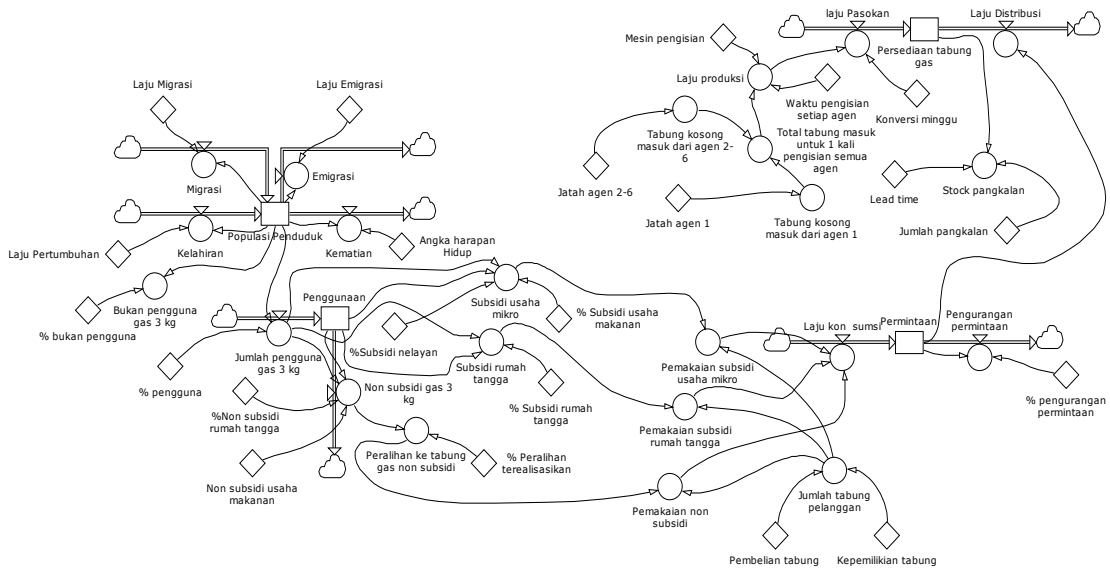 laju Pasokan
Laju Distribusi
Mesin pengisian
Persediaan tabung
gas
Laju produksi
Waktu pengisian
setiap agen
Konversi minggu
Laju Migrasi
Laju Emigrasi
Tabung kosong
masuk dari agen 2-
6
Total tabung masuk
untuk 1 kali
pengisian semua
agen
Migrasi
Emigrasi
Jatah agen 2-6
Lead time
Stock pangkalan
Jatah agen 1
Tabung kosong
masuk dari agen 1
Jumlah pangkalan
Populasi Penduduk
Laju Pertumbuhan
Kelahiran
Kematian
Angka harapan
Hidup
Bukan pengguna
gas 3 kg
% bukan pengguna
Penggunaan
Subsidi usaha
mikro
% Subsidi usaha
makanan
Laju kon sumsi
Permintaan
Pengurangan
permintaan
Jumlah pengguna
gas 3 kg
%Subsidi nelayan
Subsidi rumah
tangga
Pemakaian subsidi
usaha mikro
% pengguna
Non subsidi gas 3
kg
% Subsidi rumah
tangga
% pengurangan
permintaan
%Non subsidi
rumah tangga
Pemakaian subsidi
rumah tangga
Peralihan ke tabung
gas non subsidi
% Peralihan
terealisasikan
Non subsidi usaha
makanan
Pemakaian non
subsidi
Jumlah tabung
pelanggan
Pembelian tabung
Kepemilikian tabung